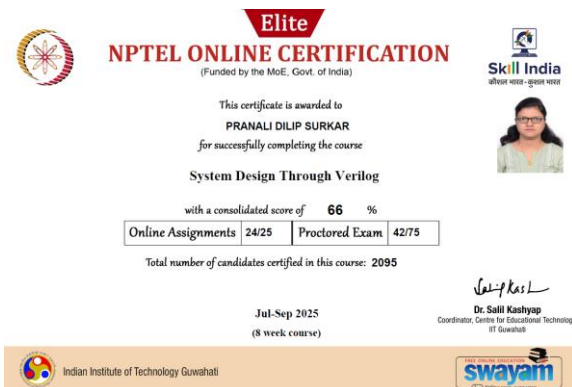 Elite
NPTEL ONLINE CERTIFICATION
(Funded by the MoE, Govt. of India)
Skill India
कौशल भारत - कुशल भारत
This certificate is awarded to
PRANALI DILIP SURKAR
for successfully completing the course
System Design Through Verilog
with a consolidated score of 66 %
Online Assignments 24/25 Proctored Exam 42/75
Total number of candidates certified in this course: 2095
Jul-Sep 2025
(8 week course)
Dr. Salil Kashyap
Coordinator, Centre for Educational Technology
IIT Guwahati
Indian Institute of Technology Guwahati
FREE ONLINE EDUCATION
swayam